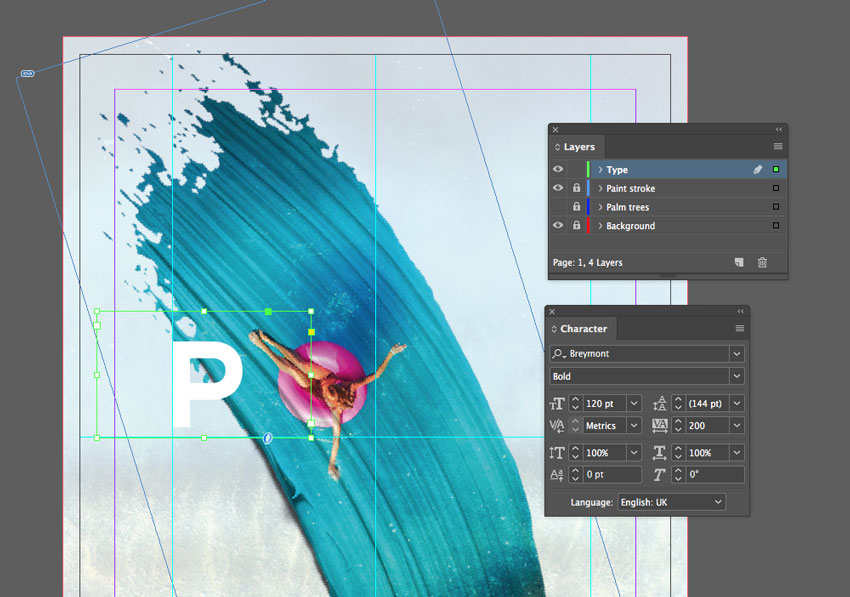 Layers
Type
Paint stroke
Palm trees
Background
Page: 1, 4 Layers
P
Character
Breymont
Bold
120 pt (144 pt)
Metrics 200
100% 100%
0 pt 0°
Language: English: UK